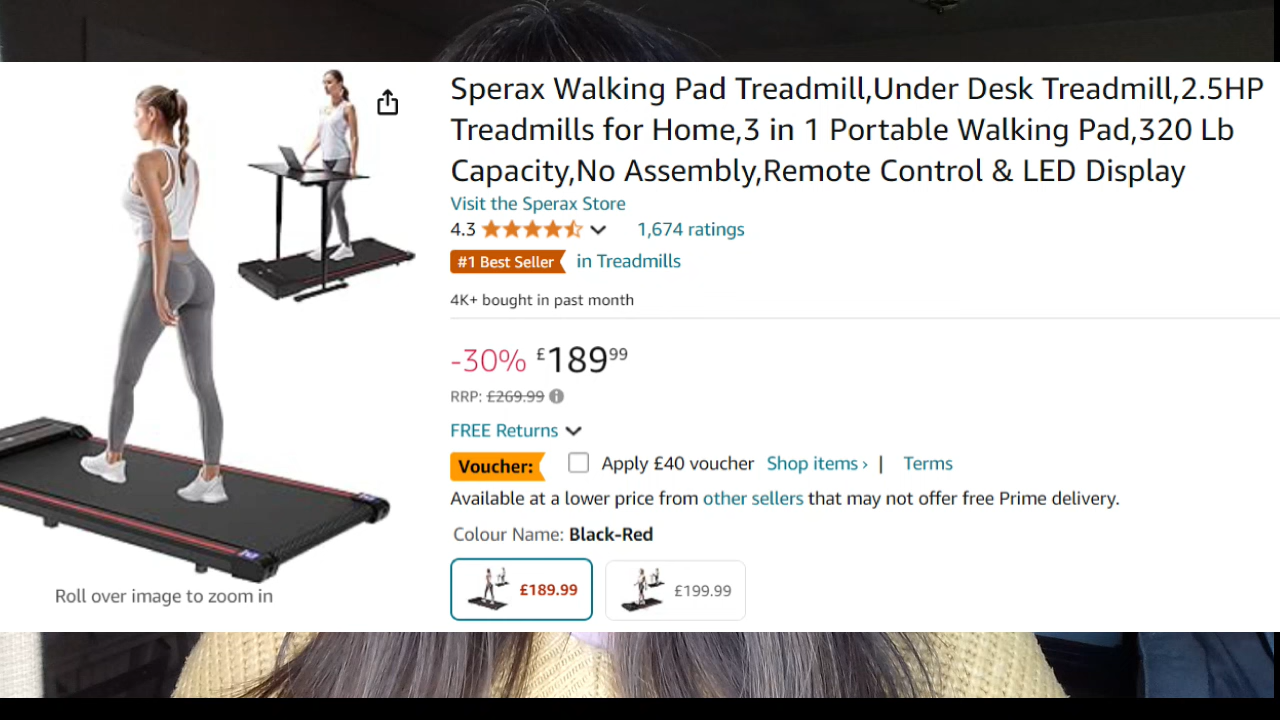 Sperax Walking Pad Treadmill,Under Desk Treadmill,2.5HP
Treadmills for Home,3 in 1 Portable Walking Pad,320 Lb
Capacity,No Assembly,Remote Control & LED Display
Visit the Sperax Store
4.3 1,674 ratings
#1 Best Seller in Treadmills
4K+ bought in past month
-30% £189.99
RRP: £269.99
FREE Returns
Voucher: Apply £40 voucher Shop items › | Terms
Available at a lower price from other sellers that may not offer free Prime delivery.
Colour Name: Black-Red
£189.99 £199.99
Roll over image to zoom in